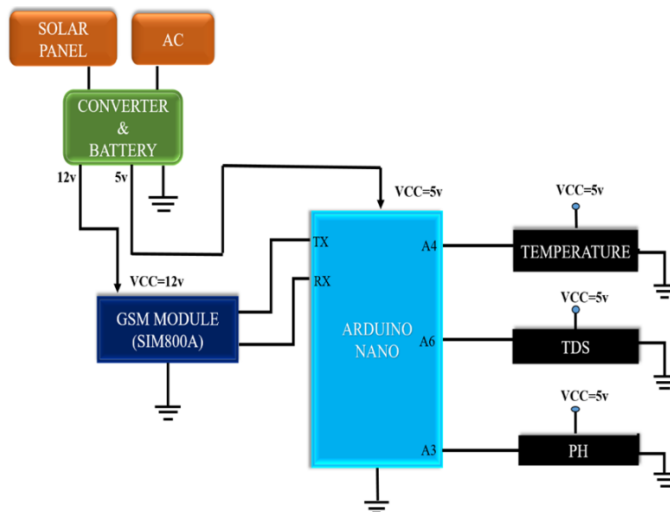 SOLAR
PANEL
AC
CONVERTER
&
BATTERY
12v
5v
VCC=5v
VCC=5v
TX
A4
TEMPERATURE
RX
VCC=12v
VCC=5v
GSM MODULE
(SIM800A)
ARDUINO
NANO
A6
TDS
VCC=5v
A3
PH